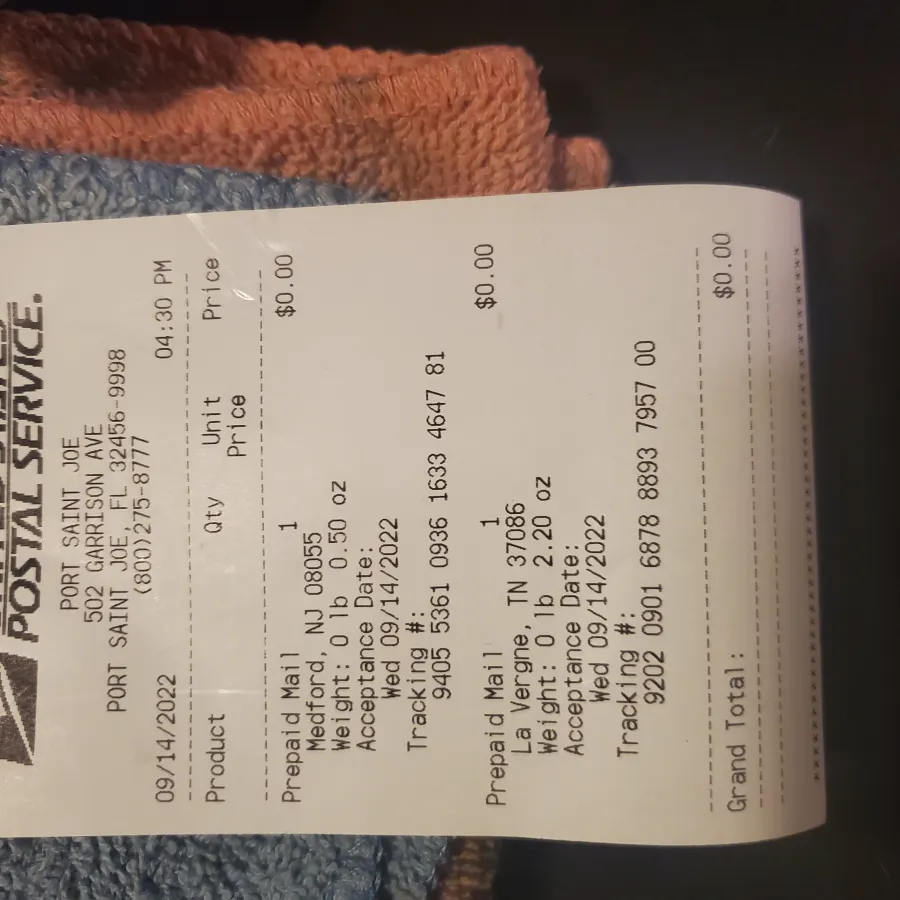 POSTAL SERVICE.
PORT SAINT JOE
502 GARRISON AVE
PORT SAINT JOE, FL 32456-9998
(800)275-8777
09/14/2022 04:30 PM
Product Qty Unit Price
Price
Prepaid Mail 1 $0.00
Medford, NJ 08055
Weight: 0 lb 0.50 oz
Acceptance Date:
Wed 09/14/2022
Tracking #:
9405 5361 0936 1633 4647 81
Prepaid Mail 1 $0.00
La Vergne, TN 37086
Weight: 0 lb 2.20 oz
Acceptance Date:
Wed 09/14/2022
Tracking #:
9202 0901 6878 8893 7957 00
Grand Total: $0.00